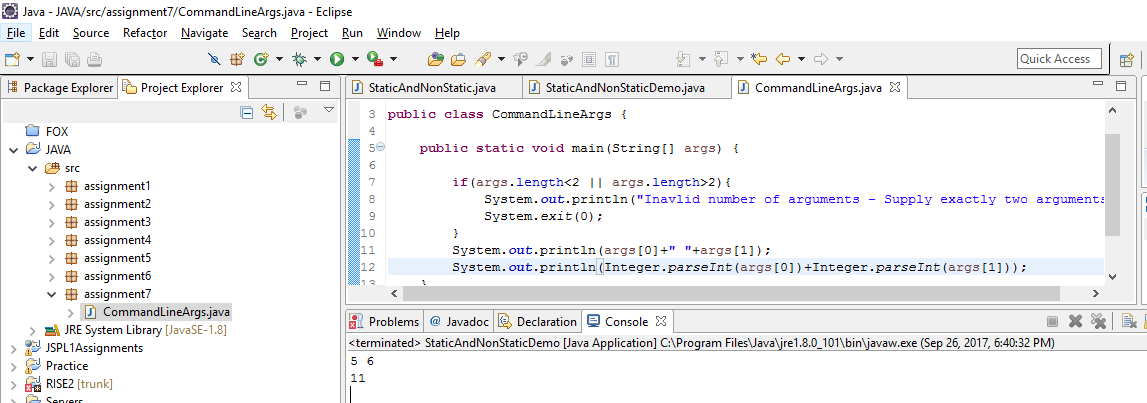 Java - JAVA/src/assignment7/CommandLineArgs.java - Eclipse
File Edit Source Refactor Navigate Search Project Run Window Help
Quick Access
Package Explorer Project Explorer
FOX
JAVA
src
assignment1
assignment2
assignment3
assignment4
assignment5
assignment6
assignment7
CommandLineArgs.java
JRE System Library [JavaSE-1.8]
JSPL1Assignments
Practice
RISE2 [trunk]
Servers
StaticAndNonStatic.java StaticAndNonStaticDemo.java CommandLineArgs.java
3 public class CommandLineArgs {
4
5 public static void main(String[] args) {
6
7 if(args.length<2 || args.length>2){
8 System.out.println("Inavlid number of arguments - Supply exactly two arguments
9 System.exit(0);
10 }
11 System.out.println(args[0]+" "+args[1]);
12 System.out.println(Integer.parseInt(args[0])+Integer.parseInt(args[1]));
13 }
Problems @ Javadoc Declaration Console
<terminated> StaticAndNonStaticDemo [Java Application] C:\Program Files\Java\jre1.8.0_101\bin\javaw.exe (Sep 26, 2017, 6:40:32 PM)
5 6
11